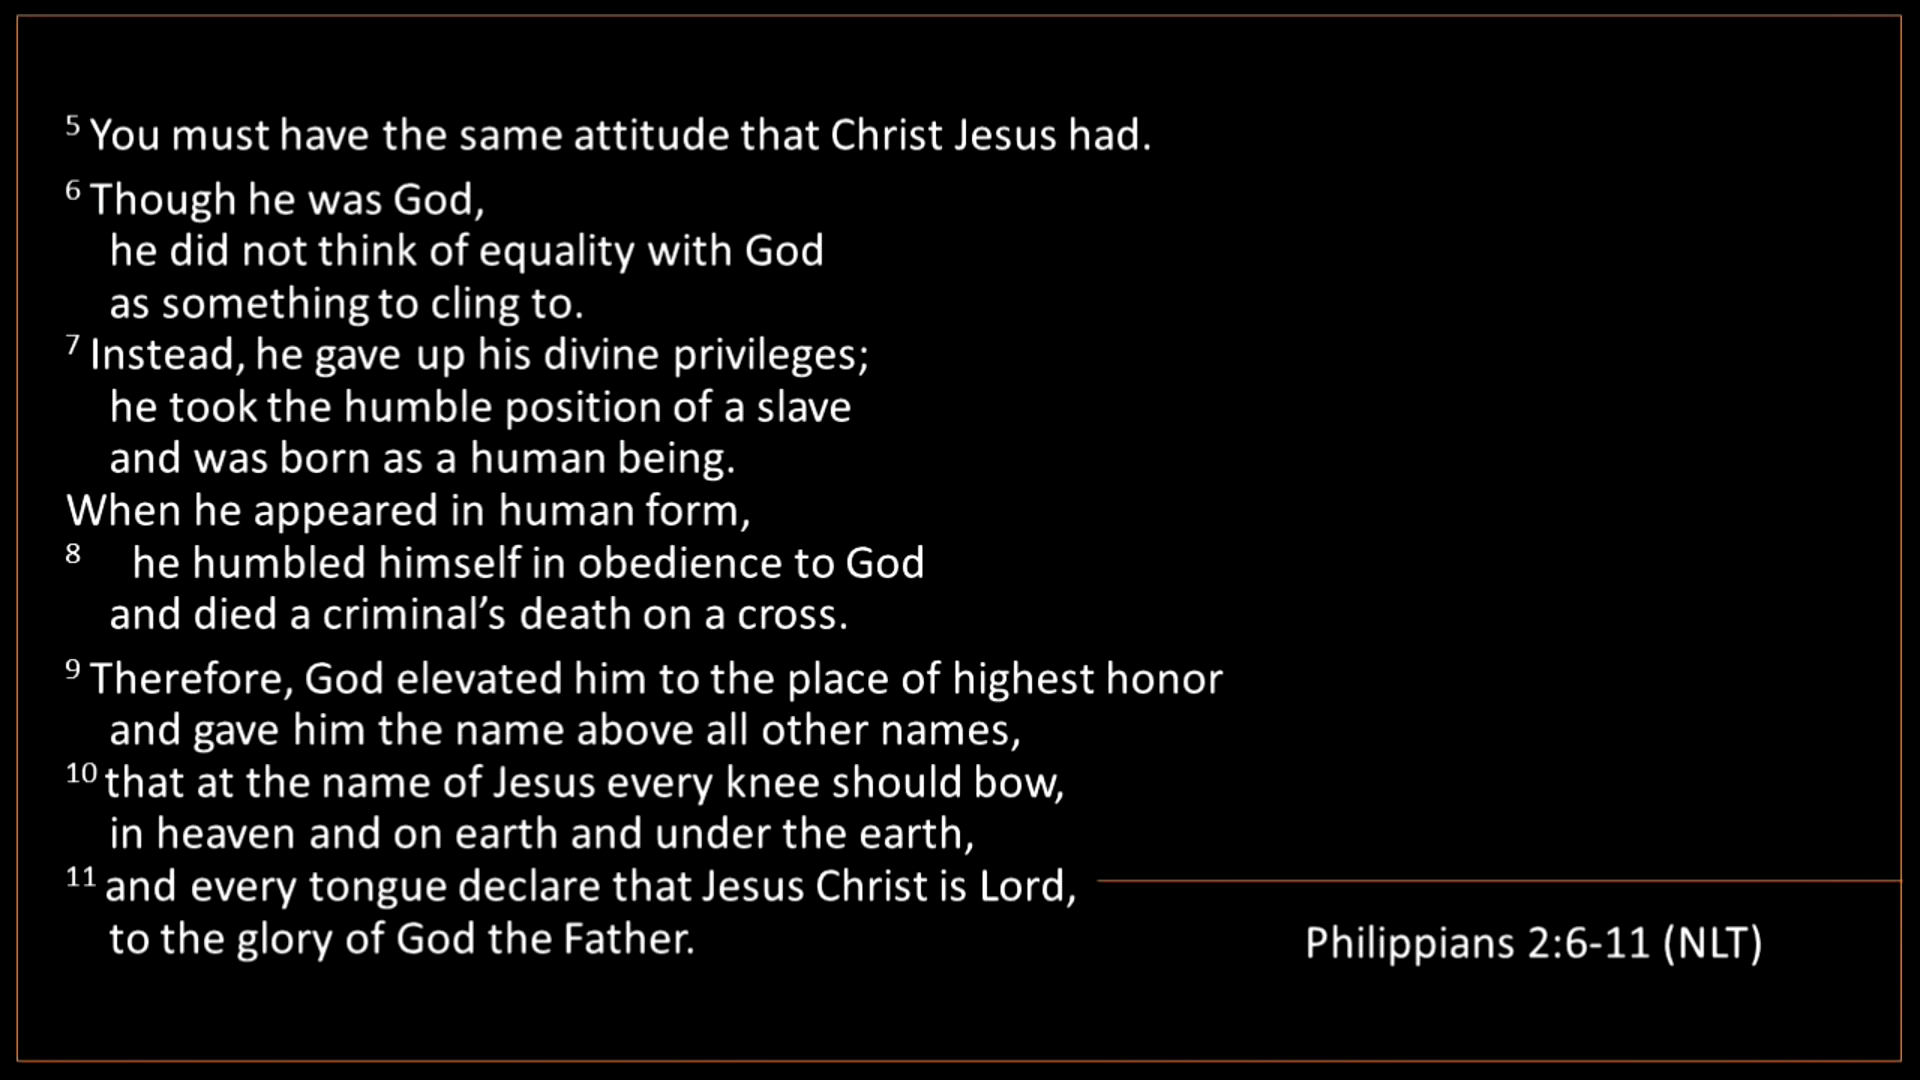 5 You must have the same attitude that Christ Jesus had.
6 Though he was God,
he did not think of equality with God
as something to cling to.
7 Instead, he gave up his divine privileges;
he took the humble position of a slave
and was born as a human being.
When he appeared in human form,
8 he humbled himself in obedience to God
and died a criminal’s death on a cross.
9 Therefore, God elevated him to the place of highest honor
and gave him the name above all other names,
10 that at the name of Jesus every knee should bow,
in heaven and on earth and under the earth,
11 and every tongue declare that Jesus Christ is Lord,
to the glory of God the Father.
Philippians 2:6-11 (NLT)